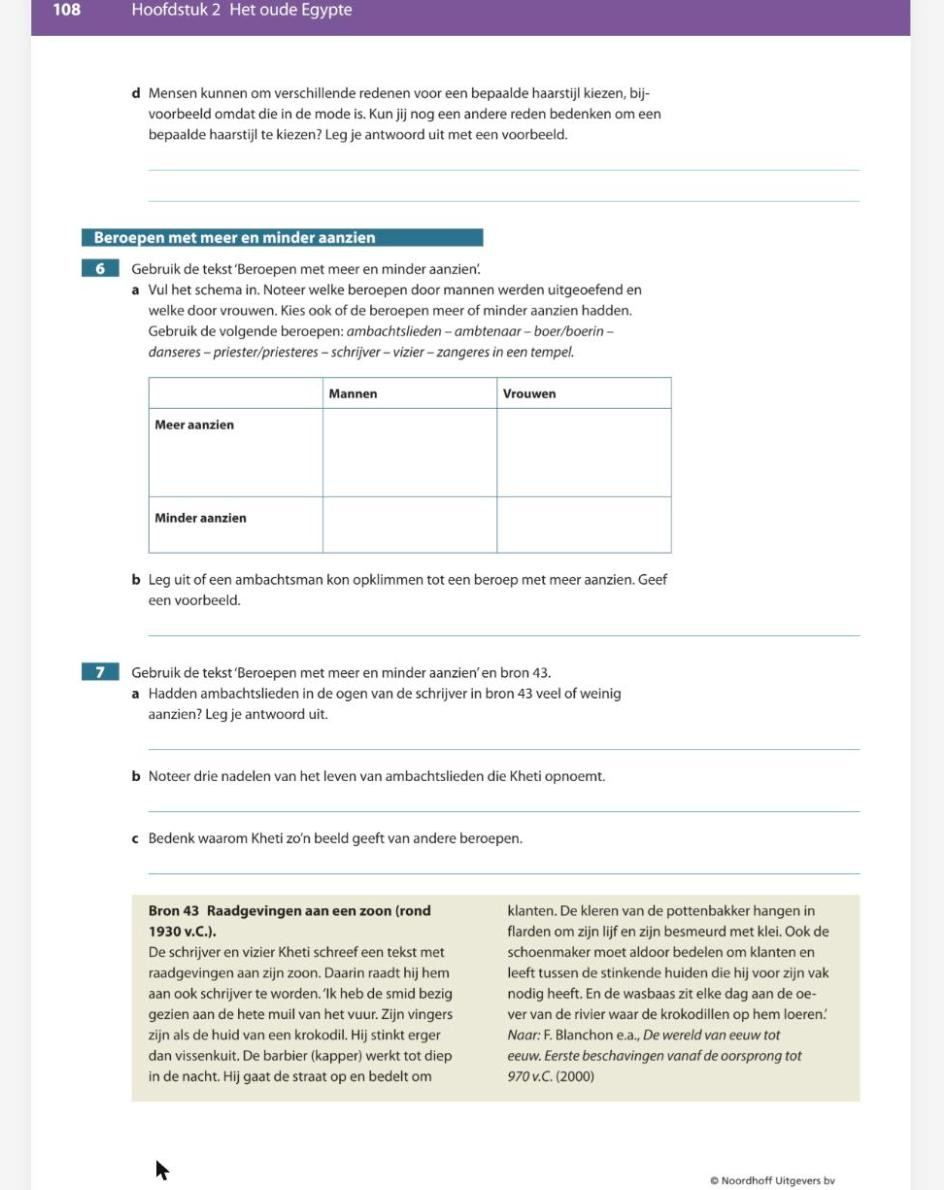 108 Hoofdstuk 2 Het oude Egypte
d Mensen kunnen om verschillende redenen voor een bepaalde haarstijl kiezen, bij-
voorbeeld omdat die in de mode is. Kun jij nog een andere reden bedenken om een
bepaalde haarstijl te kiezen? Leg je antwoord uit met een voorbeeld.
Beroepen met meer en minder aanzien
6 Gebruik de tekst ‘Beroepen met meer en minder aanzien’.
a Vul het schema in. Noteer welke beroepen door mannen werden uitgeoefend en
welke door vrouwen. Kies ook of de beroepen meer of minder aanzien hadden.
Gebruik de volgende beroepen: ambachtslieden – ambtenaar – boer/boerin –
danseres – priester/priesteres – schrijver – vizier – zangeres in een tempel.
Mannen Vrouwen
Meer aanzien
Minder aanzien
b Leg uit of een ambachtsman kon opklimmen tot een beroep met meer aanzien. Geef
een voorbeeld.
7 Gebruik de tekst ‘Beroepen met meer en minder aanzien’ en bron 43.
a Hadden ambachtslieden in de ogen van de schrijver in bron 43 veel of weinig
aanzien? Leg je antwoord uit.
b Noteer drie nadelen van het leven van ambachtslieden die Kheti opnoemt.
c Bedenk waarom Kheti zo’n beeld geeft van andere beroepen.
Bron 43 Raadgevingen aan een zoon (rond
1930 v.C.).
De schrijver en vizier Kheti schreef een tekst met
raadgevingen aan zijn zoon. Daarin raadt hij hem
aan ook schrijver te worden. ‘Ik heb de smid bezig
gezien aan de hete muil van het vuur. Zijn vingers
zijn als de huid van een krokodil. Hij stinkt erger
dan vissenkuit. De barbier (kapper) werkt tot diep
in de nacht. Hij gaat de straat op en bedelt om
klanten. De kleren van de pottenbakker hangen in
flarden om zijn lijf en zijn besmeurd met klei. Ook de
schoenmaker moet aldoor bedelen om klanten en
leeft tussen de stinkende huiden die hij voor zijn vak
nodig heeft. En de wasbaas zit elke dag aan de oe-
ver van de rivier waar de krokodillen op hem loeren.’
Naar: F. Blanchon e.a., De wereld van eeuw tot
eeuw. Eerste beschavingen vanaf de oorsprong tot
970 v.C. (2000)
© Noordhoff Uitgevers bv